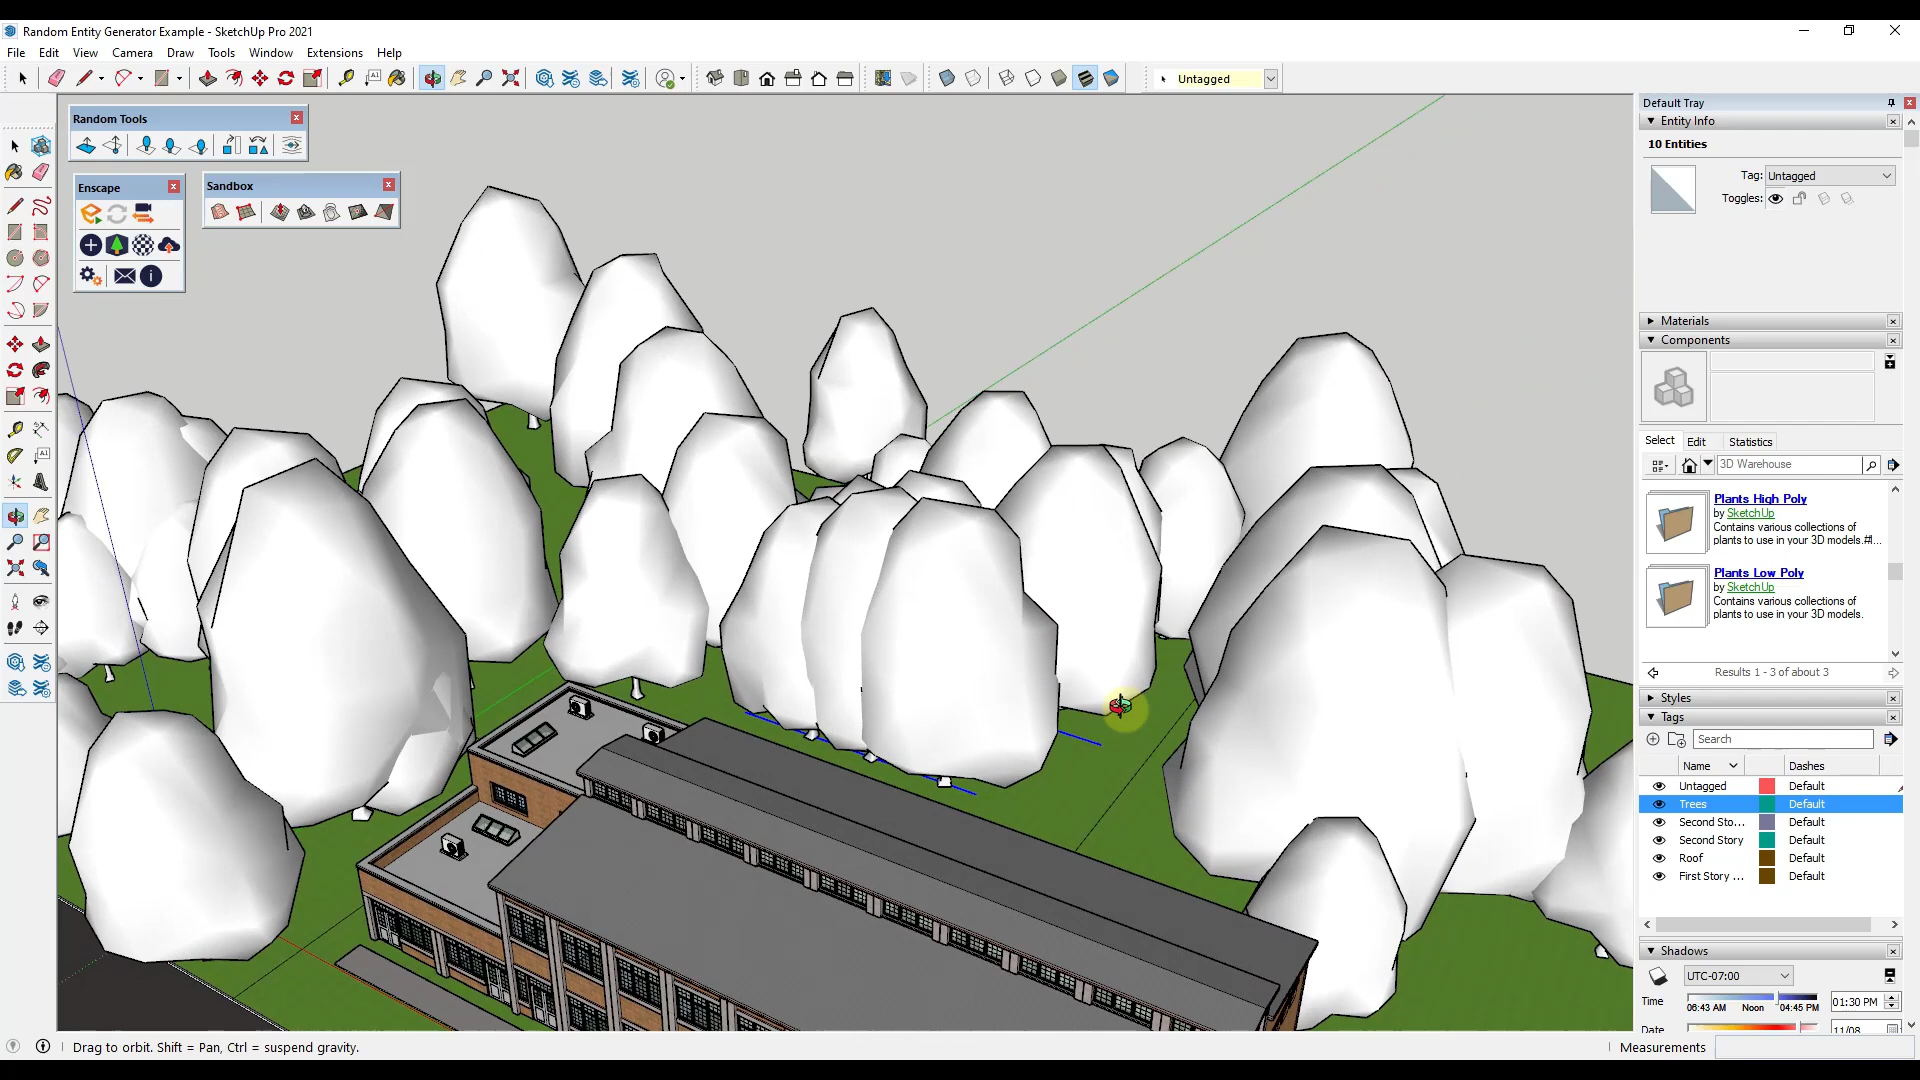 Random Entity Generator Example - SketchUp Pro 2021
File Edit View Camera Draw Tools Window Extensions Help
A1
Untagged
Random Tools
Enscape
Sandbox
A1
Default Tray
Entity Info
10 Entities
Tag: Untagged
Toggles:
Materials
Components
Select Edit Statistics
3D Warehouse
Plants High Poly
by SketchUp
Contains various collections of
plants to use in your 3D models.#l...
Plants Low Poly
by SketchUp
Contains various collections of
plants to use in your 3D models.
Results 1 - 3 of about 3
Styles
Tags
Search
Name Dashes
Untagged Default
Trees Default
Second Sto... Default
Second Story Default
Roof Default
First Story ... Default
Shadows
UTC-07:00
Time 06:43 AM Noon 04:45 PM 01:30 PM
Date 11/08
Drag to orbit. Shift = Pan, Ctrl = suspend gravity.
Measurements